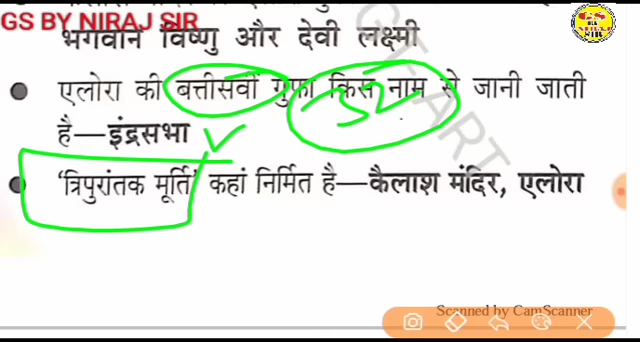 GS BY NIRAJ SIR
भगवान विष्णु और देवी लक्ष्मी
एलोरा की बत्तीसवीं गुफा किस नाम से जानी जाती
32
है—इंद्रसभा
'त्रिपुरांतक मूर्ति' कहां निर्मित है—कैलाश मंदिर, एलोरा
Scanned by CamScanner